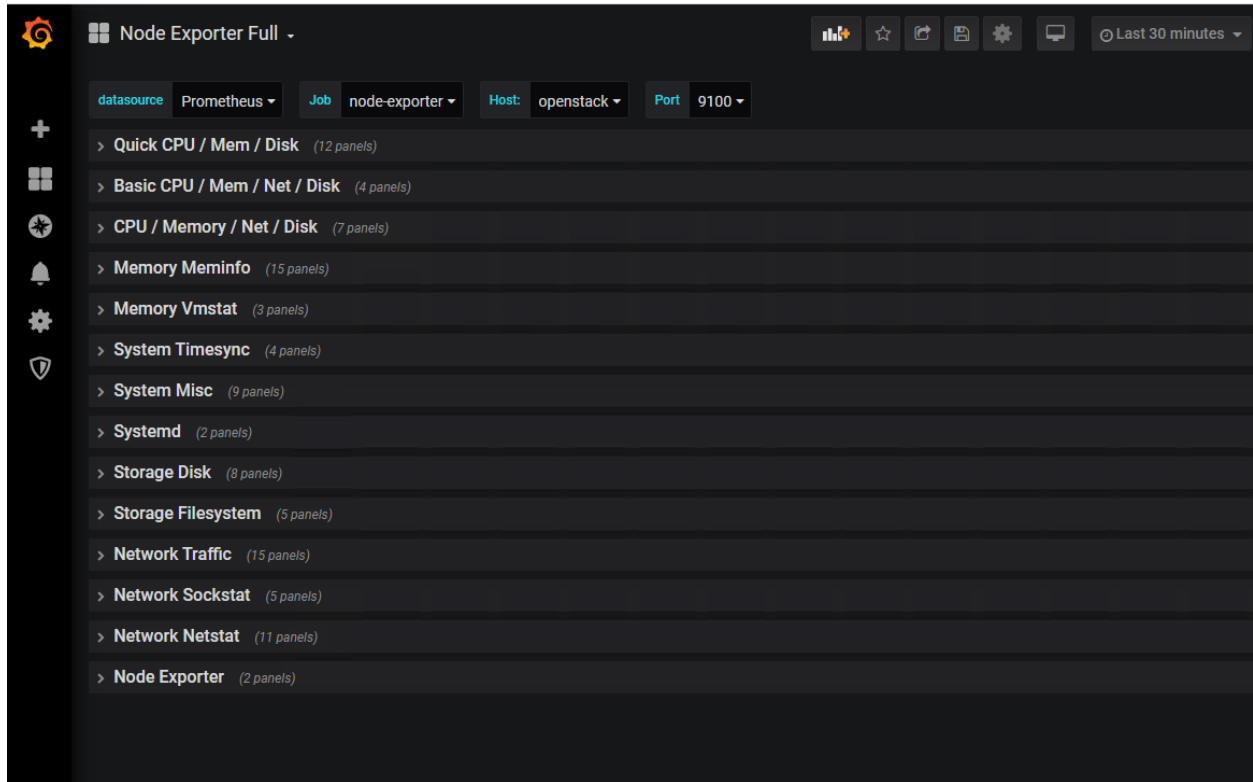 Node Exporter Full
Last 30 minutes
datasource Prometheus Job node-exporter Host: openstack Port 9100
Quick CPU / Mem / Disk (12 panels)
Basic CPU / Mem / Net / Disk (4 panels)
CPU / Memory / Net / Disk (7 panels)
Memory Meminfo (15 panels)
Memory Vmstat (3 panels)
System Timesync (4 panels)
System Misc (9 panels)
Systemd (2 panels)
Storage Disk (8 panels)
Storage Filesystem (5 panels)
Network Traffic (15 panels)
Network Sockstat (5 panels)
Network Netstat (11 panels)
Node Exporter (2 panels)